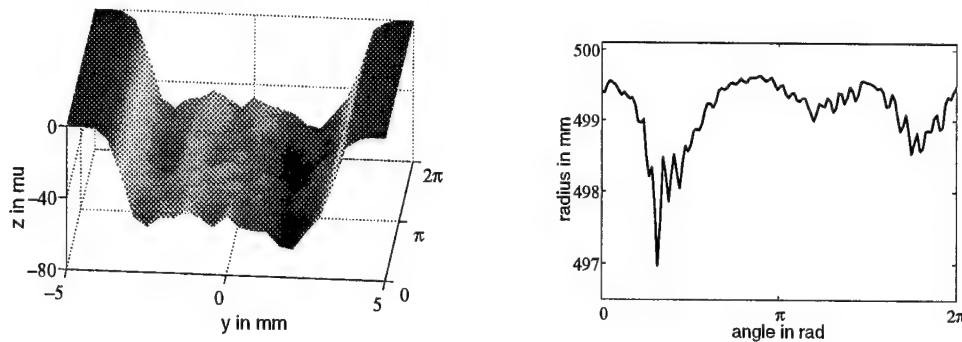 0
−40
−80
z in mu
−5
0
5
y in mm
0
π
2π
500
499
498
497
radius in mm
0
π
2π
angle in rad